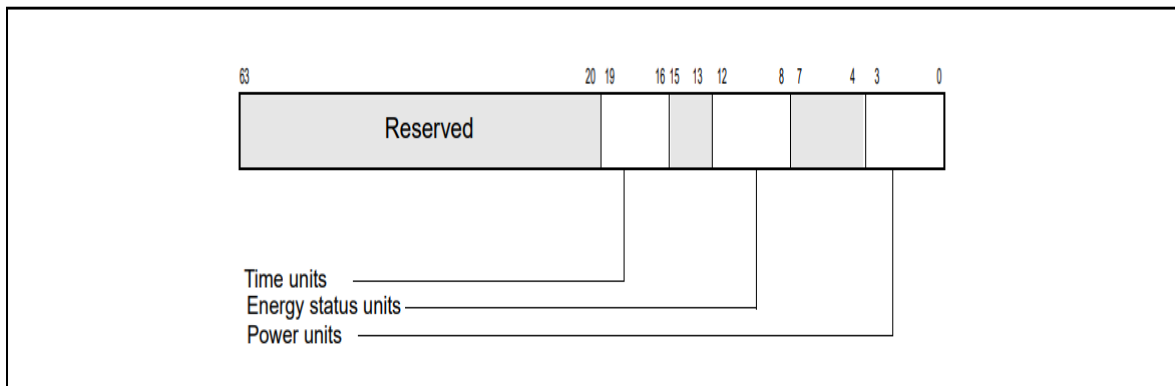 63 20 19 16 15 13 12 8 7 4 3 0
Reserved
Time units
Energy status units
Power units